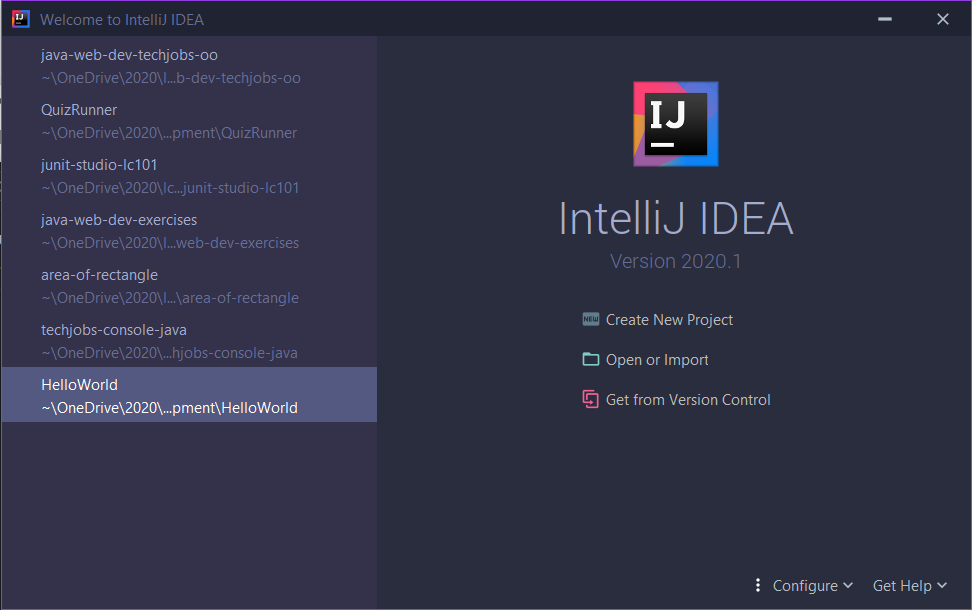 IJ
Welcome to IntelliJ IDEA
java-web-dev-techjobs-oo
~\OneDrive\2020\l...b-dev-techjobs-oo
QuizRunner
~\OneDrive\2020\...pment\QuizRunner
junit-studio-lc101
~\OneDrive\2020\lc...junit-studio-lc101
java-web-dev-exercises
~\OneDrive\2020\l...web-dev-exercises
area-of-rectangle
~\OneDrive\2020\l...\area-of-rectangle
techjobs-console-java
~\OneDrive\2020\...hjobs-console-java
HelloWorld
~\OneDrive\2020\...pment\HelloWorld
IJ
IntelliJ IDEA
Version 2020.1
NEW Create New Project
Open or Import
Get from Version Control
Configure
Get Help